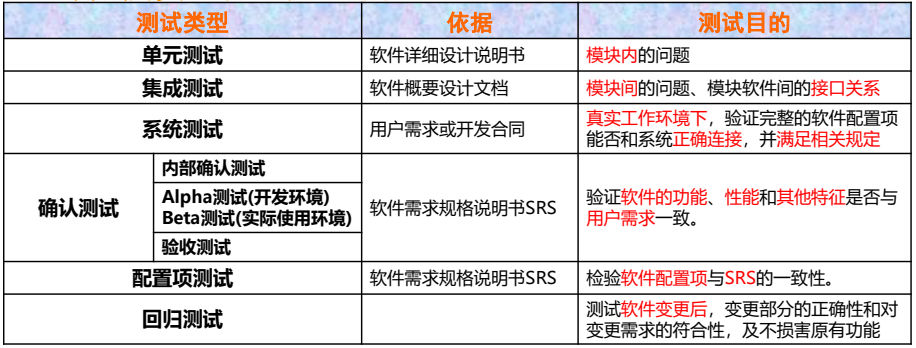 测试类型 依据 测试目的
单元测试 软件详细设计说明书 模块内的问题
集成测试 软件概要设计文档 模块间的问题、模块软件间的接口关系
系统测试 用户需求或开发合同 真实工作环境下，验证完整的软件配置项
能否和系统正确连接，并满足相关规定
确认测试 内部确认测试
Alpha测试(开发环境)
Beta测试(实际使用环境)
验收测试
软件需求规格说明书SRS
验证软件的功能、性能和其他特征是否与
用户需求一致。
配置项测试 软件需求规格说明书SRS 检验软件配置项与SRS的一致性。
回归测试 测试软件变更后，变更部分的正确性和对
变更需求的符合性，及不损害原有功能